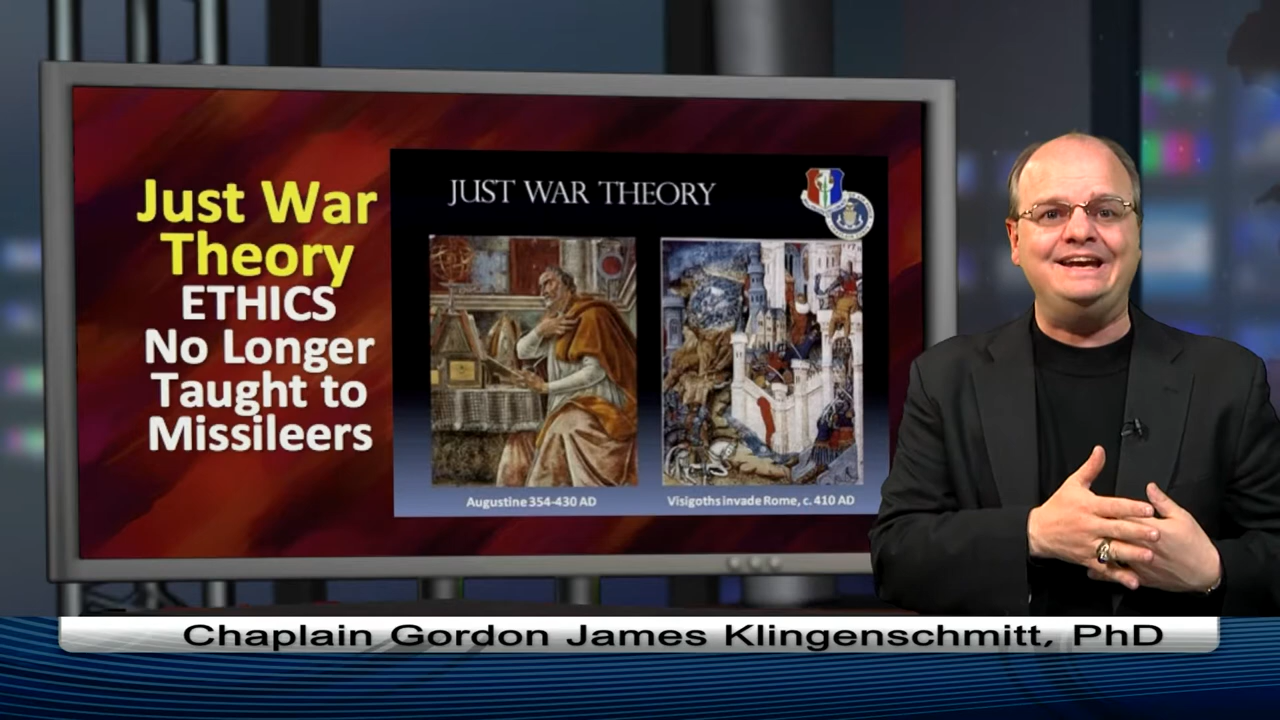 Just War
Theory
ETHICS
No Longer
Taught to
Missileers
JUST WAR THEORY
Augustine 354-430 AD
Visigoths invade Rome, c. 410 AD
Chaplain Gordon James Klingenschmitt, PhD